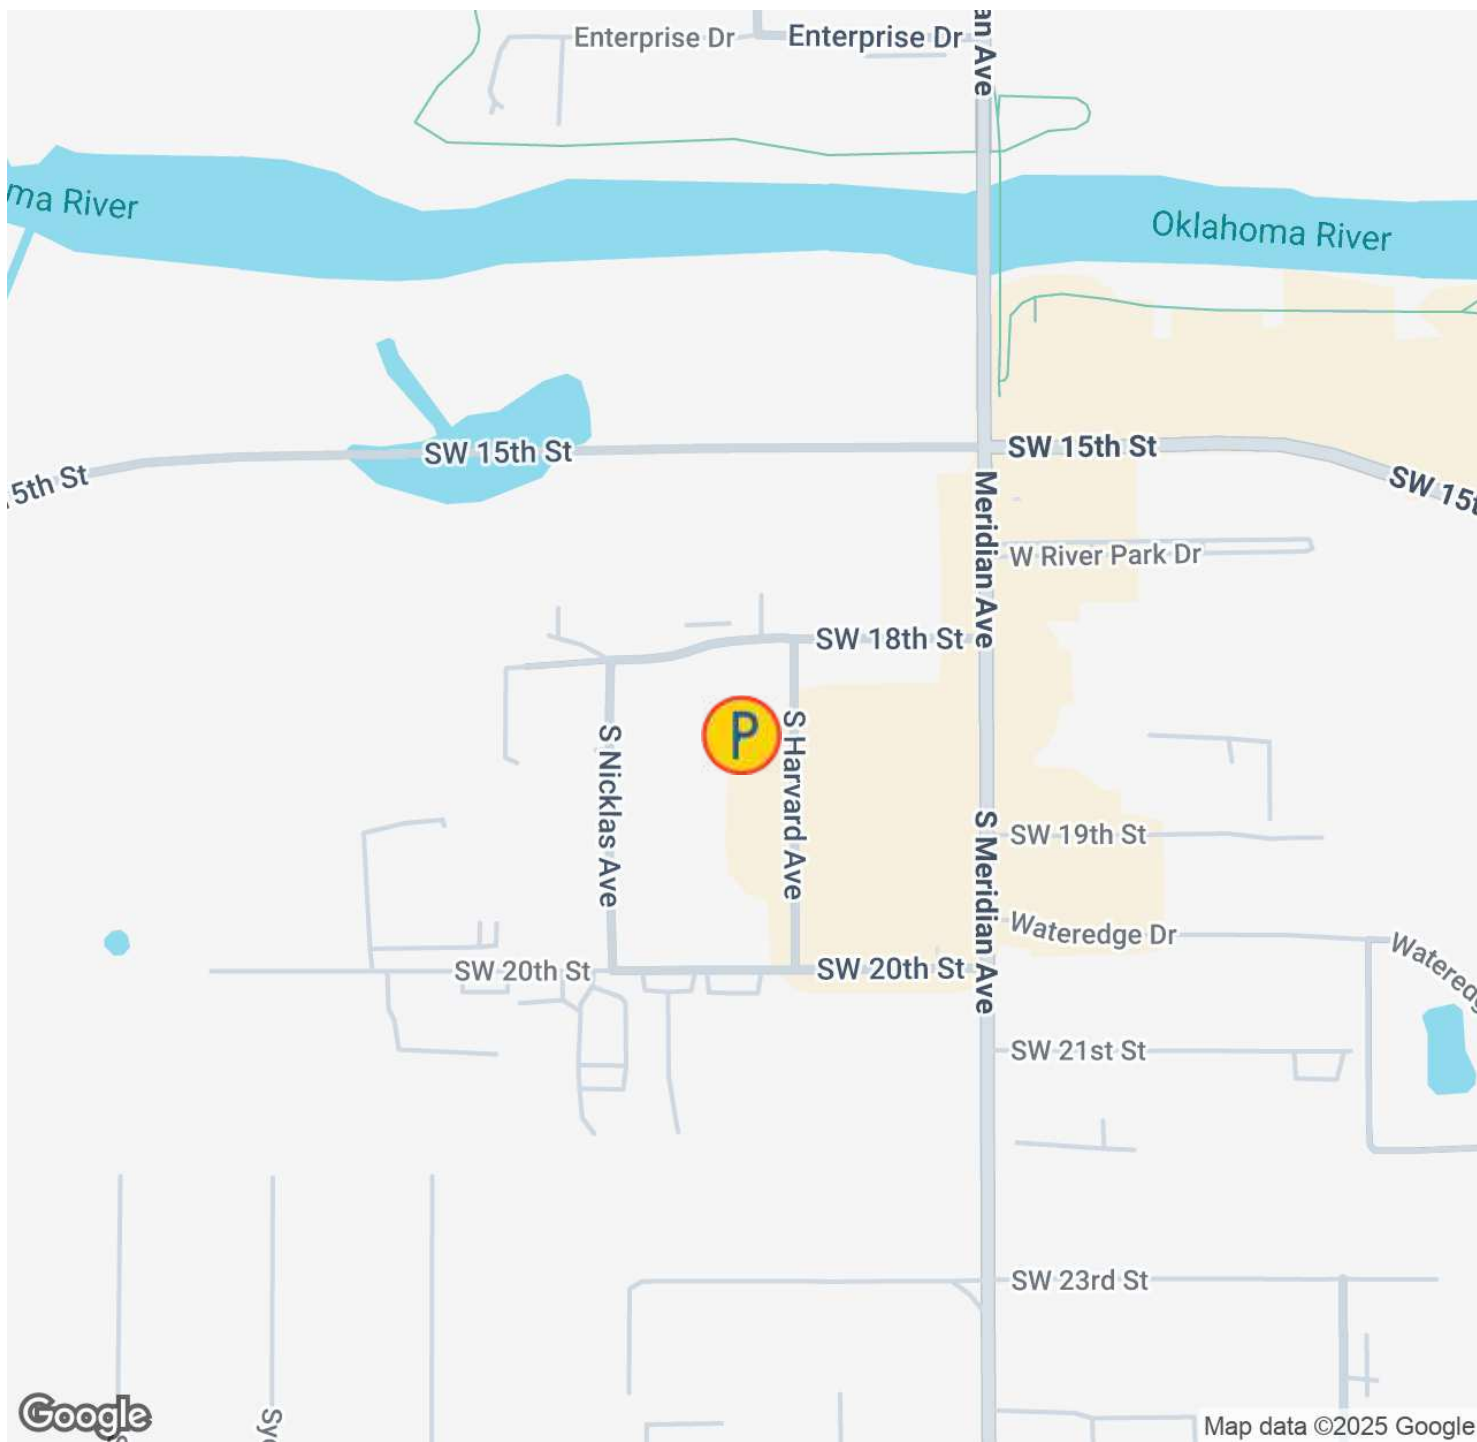 Enterprise Dr
Enterprise Dr
an Ave
ma River
Oklahoma River
SW 15th St
SW 15th St
5th St
SW 15t
Meridian Ave
W River Park Dr
SW 18th St
P
S Nicklas Ave
S Harvard Ave
S Meridian Ave
SW 19th St
Wateredge Dr
Wateredg
SW 20th St
SW 20th St
SW 21st St
SW 23rd St
Google
Syc
Map data ©2025 Google